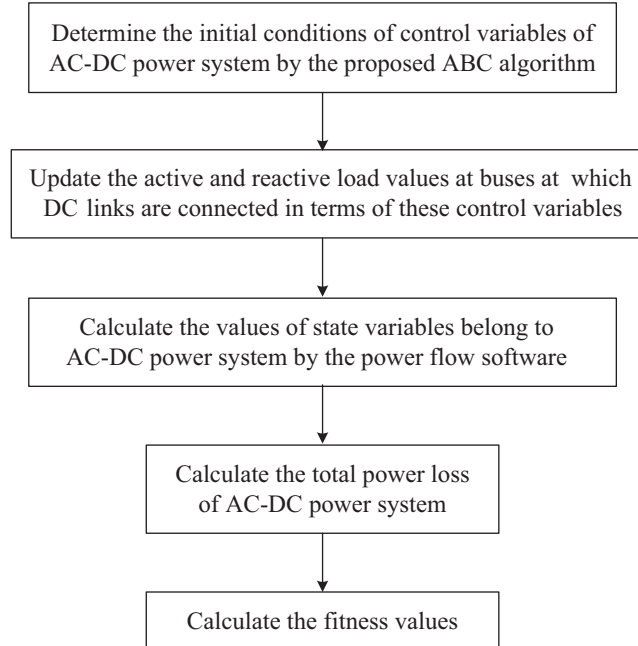 Determine the initial conditions of control variables of
AC-DC power system by the proposed ABC algorithm
Update the active and reactive load values at buses at which
DC links are connected in terms of these control variables
Calculate the values of state variables belong to
AC-DC power system by the power flow software
Calculate the total power loss
of AC-DC power system
Calculate the fitness values